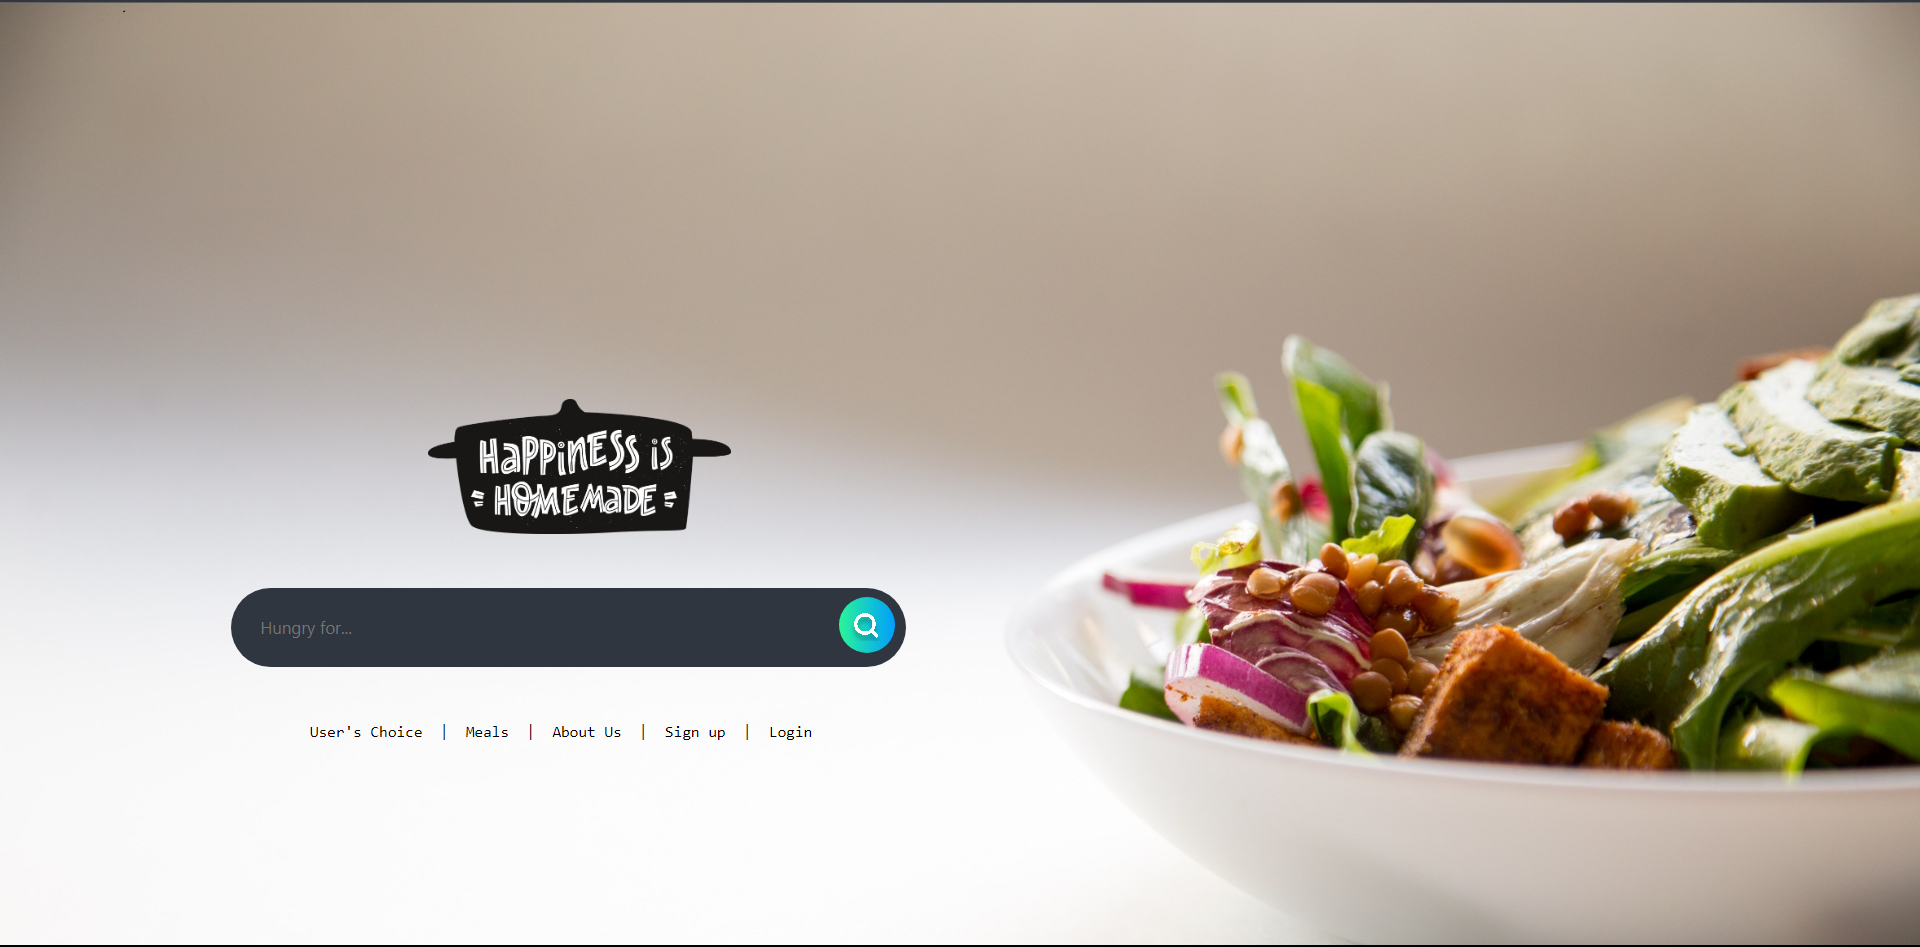 HAPPINESS IS
HOMEMADE
Hungry for...
User's Choice | Meals | About Us | Sign up | Login